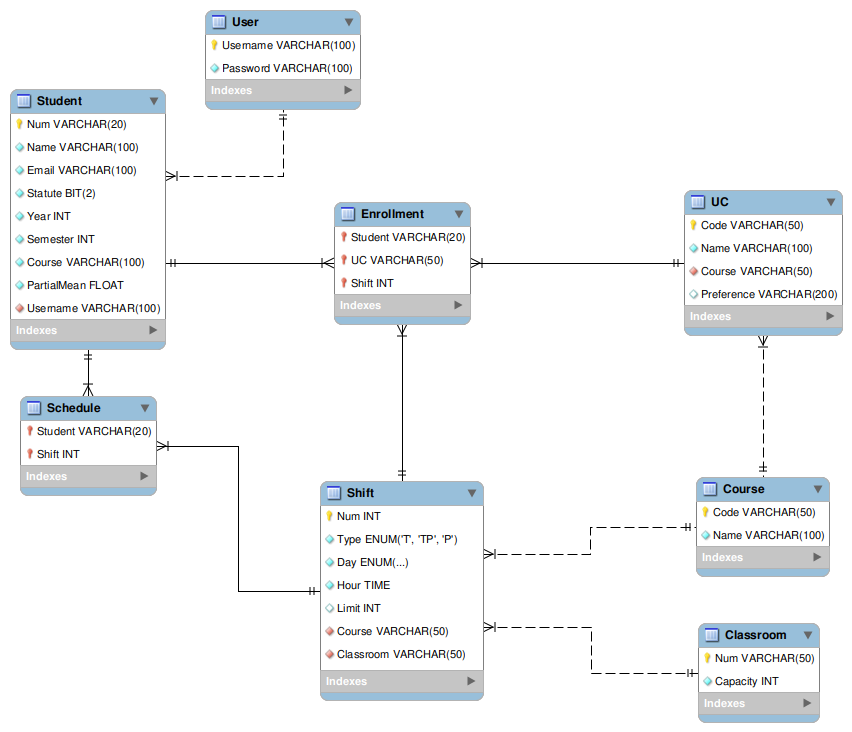 User
Username VARCHAR(100)
Password VARCHAR(100)
Indexes
Student
Num VARCHAR(20)
Name VARCHAR(100)
Email VARCHAR(100)
Statute BIT(2)
Year INT
Semester INT
Course VARCHAR(100)
PartialMean FLOAT
Username VARCHAR(100)
Indexes
Enrollment
Student VARCHAR(20)
UC VARCHAR(50)
Shift INT
Indexes
UC
Code VARCHAR(50)
Name VARCHAR(100)
Course VARCHAR(50)
Preference VARCHAR(200)
Indexes
Schedule
Student VARCHAR(20)
Shift INT
Indexes
Shift
Num INT
Type ENUM('T', 'TP', 'P')
Day ENUM(...)
Hour TIME
Limit INT
Course VARCHAR(50)
Classroom VARCHAR(50)
Indexes
Course
Code VARCHAR(50)
Name VARCHAR(100)
Indexes
Classroom
Num VARCHAR(50)
Capacity INT
Indexes